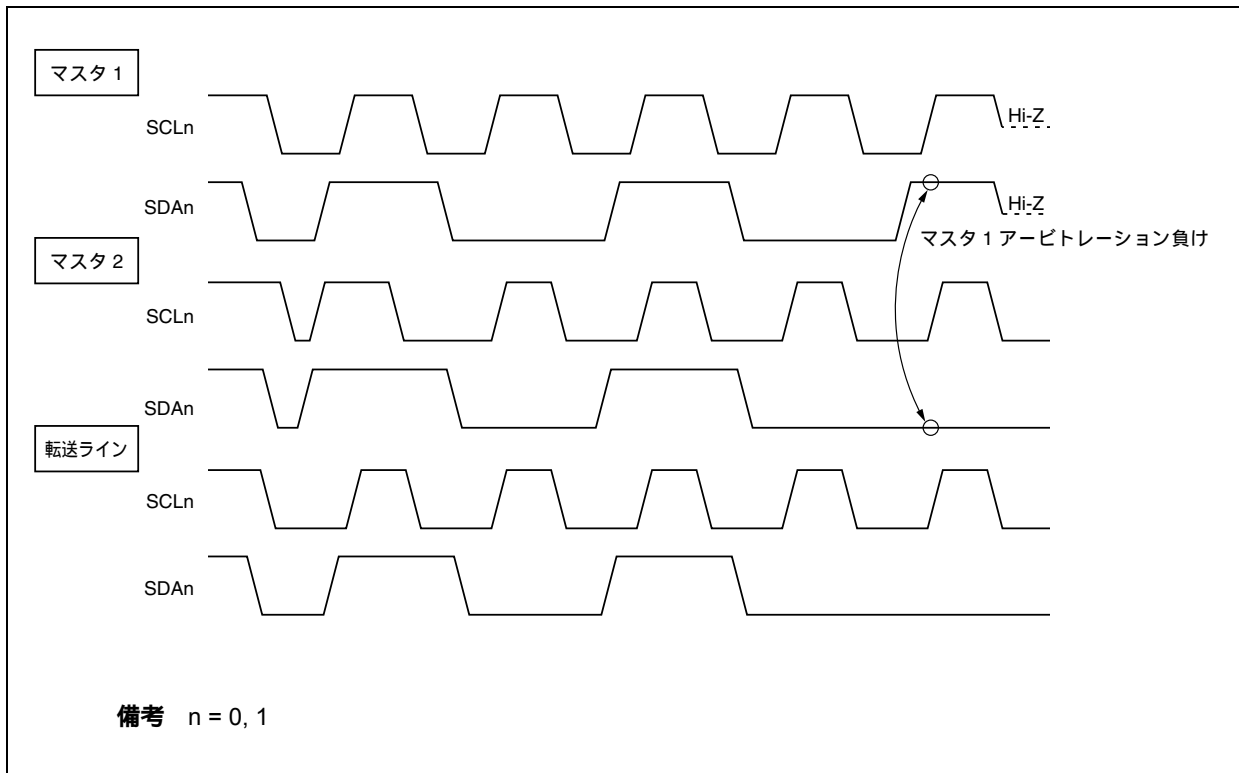 マスタ 1
SCLn
Hi-Z
SDAn
Hi-Z
マスタ 1 アービトレーション負け
マスタ 2
SCLn
SDAn
転送ライン
SCLn
SDAn
備考 n = 0, 1